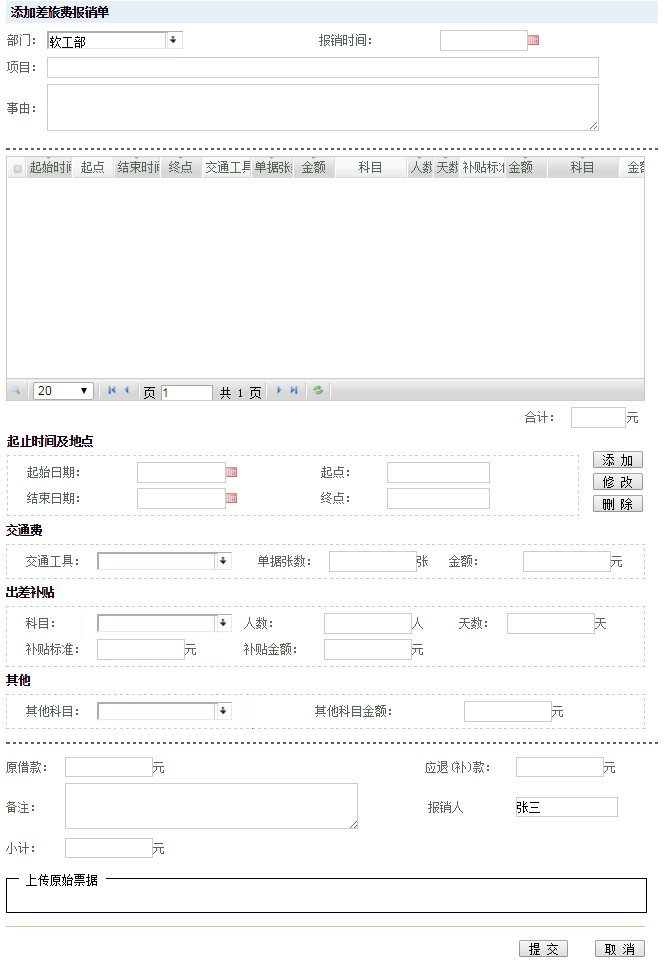 添加差旅费报销单
部门： 软工部 报销时间：
项目：
事由：
起始时间 起点 结束时间 终点 交通工具 单据张 金额 科目 人数 天数 补贴标准 金额 科目 金
20 页 1 共 1 页
合计： 元
起止时间及地点
起始日期： 起点： 添 加
结束日期： 终点： 修 改
删 除
交通费
交通工具： 单据张数： 张 金额： 元
出差补贴
科目： 人数： 人 天数： 天
补贴标准： 元 补贴金额： 元
其他
其他科目： 其他科目金额： 元
原借款： 元 应退(补)款： 元
备注： 报销人 张三
小计： 元
上传原始票据
提 交 取 消